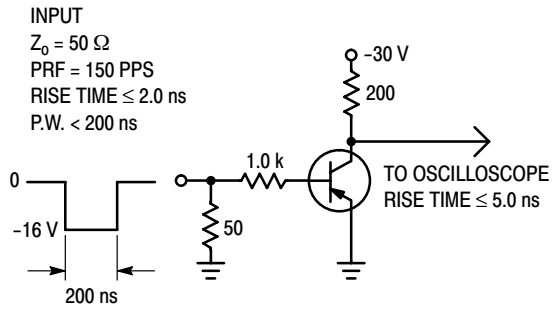 INPUT
Zo = 50 Ω
PRF = 150 PPS
RISE TIME ≤ 2.0 ns
P.W. < 200 ns
−30 V
200
1.0 k
TO OSCILLOSCOPE
RISE TIME ≤ 5.0 ns
0
−16 V
50
200 ns